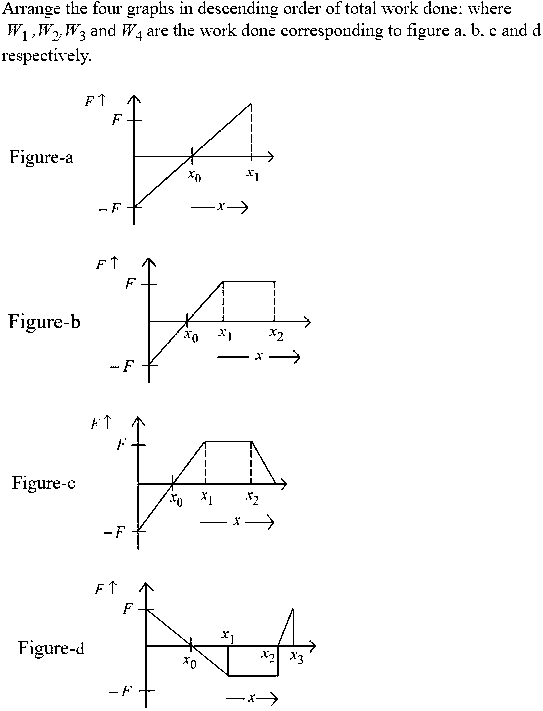 Arrange the four graphs in descending order of total work done; where
W₁, W₂, W₃ and W₄ are the work done corresponding to figure a, b, c and d
respectively.
F↑
F
Figure-a
x₀ x₁
−F
x
F↑
F
Figure-b
x₀ x₁ x₂
x
−F
F↑
F
Figure-c
x₀ x₁ x₂
x
−F
F↑
F
x₁
Figure-d
x₀ x₂ x₃
−F
x